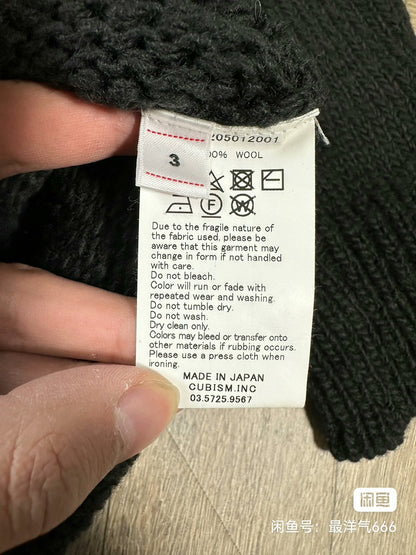 205012001
3
00% WOOL
F
W
Due to the fragile nature of
the fabric used, please be
aware that this garment may
change in form if not handled
with care.
Do not bleach.
Color will run or fade with
repeated wear and washing.
Do not tumble dry.
Do not wash.
Dry clean only.
Colors may bleed or transfer onto
other materials if rubbing occurs.
Please use a press cloth when
ironing.
MADE IN JAPAN
CUBISM.INC
03.5725.9567
闲鱼
闲鱼号：最洋气666